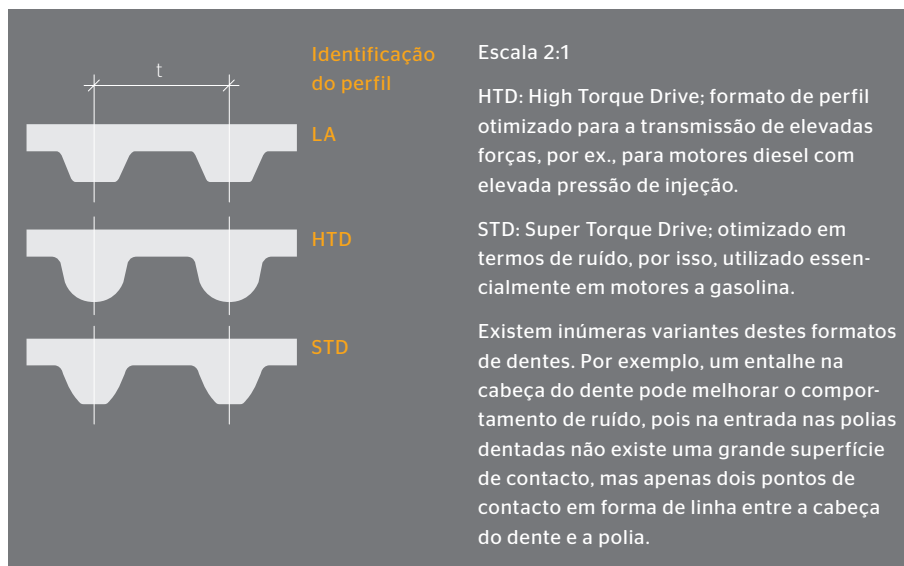 t
Identificação
do perfil
LA
HTD
STD
Escala 2:1
HTD: High Torque Drive; formato de perfil
otimizado para a transmissão de elevadas
forças, por ex., para motores diesel com
elevada pressão de injeção.
STD: Super Torque Drive; otimizado em
termos de ruído, por isso, utilizado essen-
cialmente em motores a gasolina.
Existem inúmeras variantes destes formatos
de dentes. Por exemplo, um entalhe na
cabeça do dente pode melhorar o compor-
tamento de ruído, pois na entrada nas polias
dentadas não existe uma grande superfície
de contacto, mas apenas dois pontos de
contacto em forma de linha entre a cabeça
do dente e a polia.